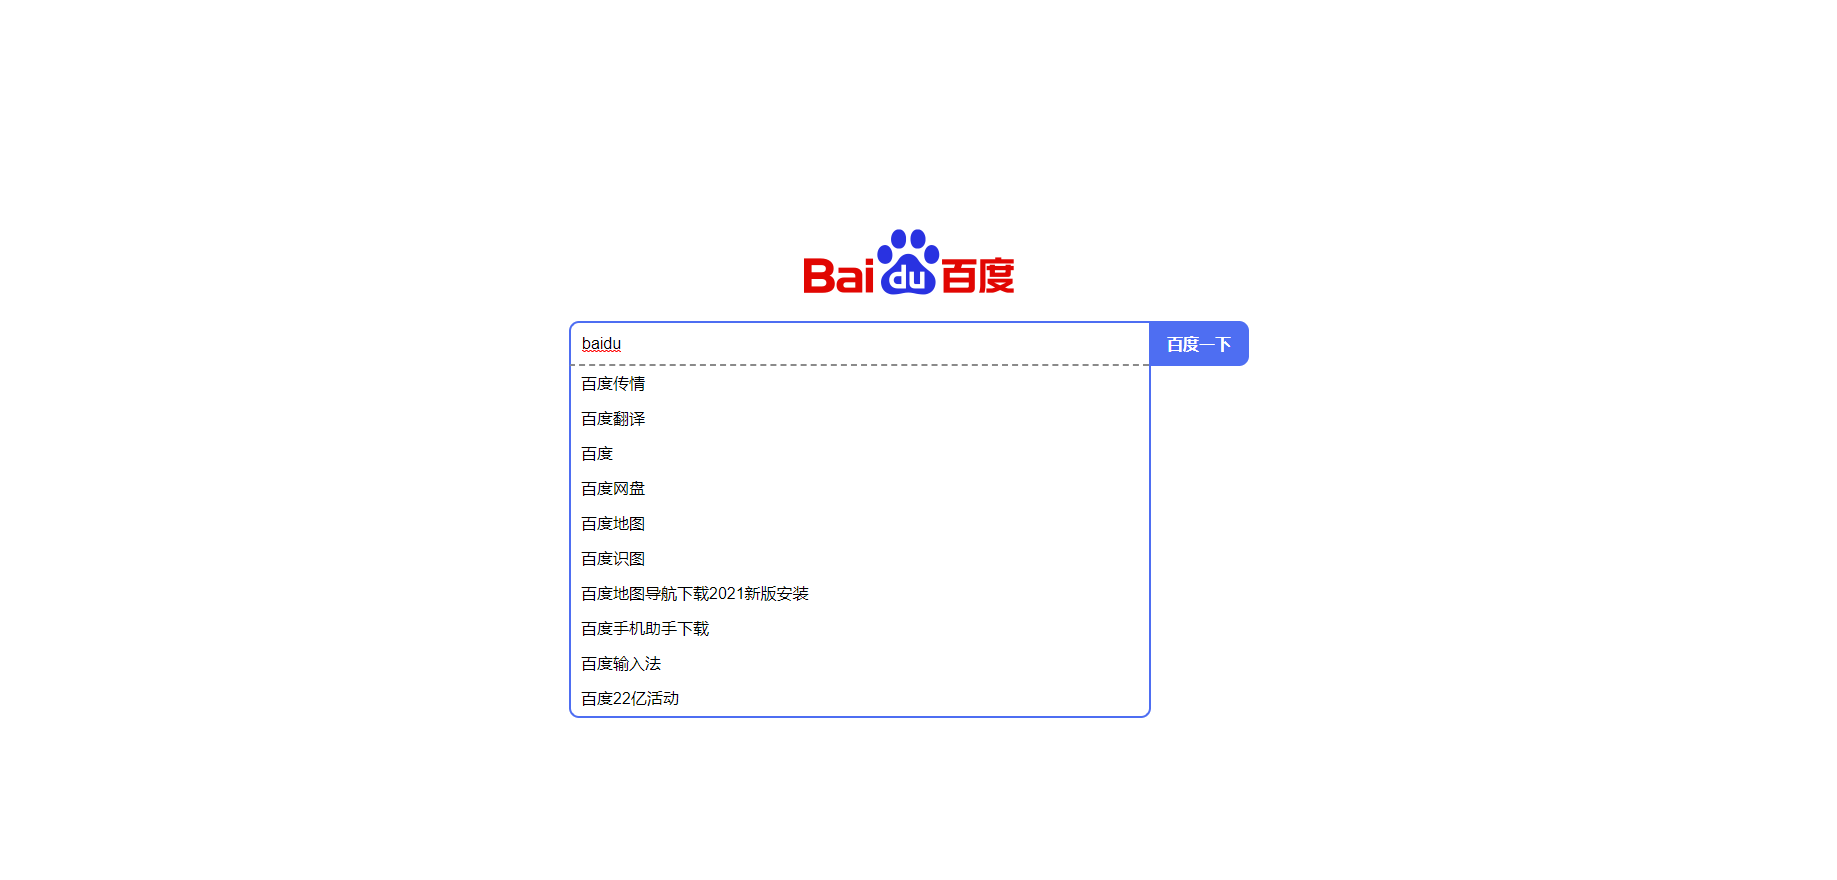 Bai du 百度
baidu 百度一下
百度传情
百度翻译
百度
百度网盘
百度地图
百度识图
百度地图导航下载2021新版安装
百度手机助手下载
百度输入法
百度22亿活动